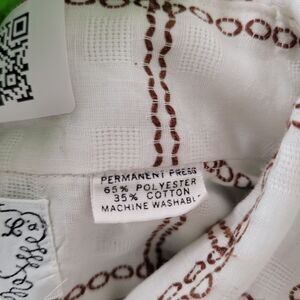 PERMANENT PRESS
65% POLYESTER
35% COTTON
MACHINE WASHABL